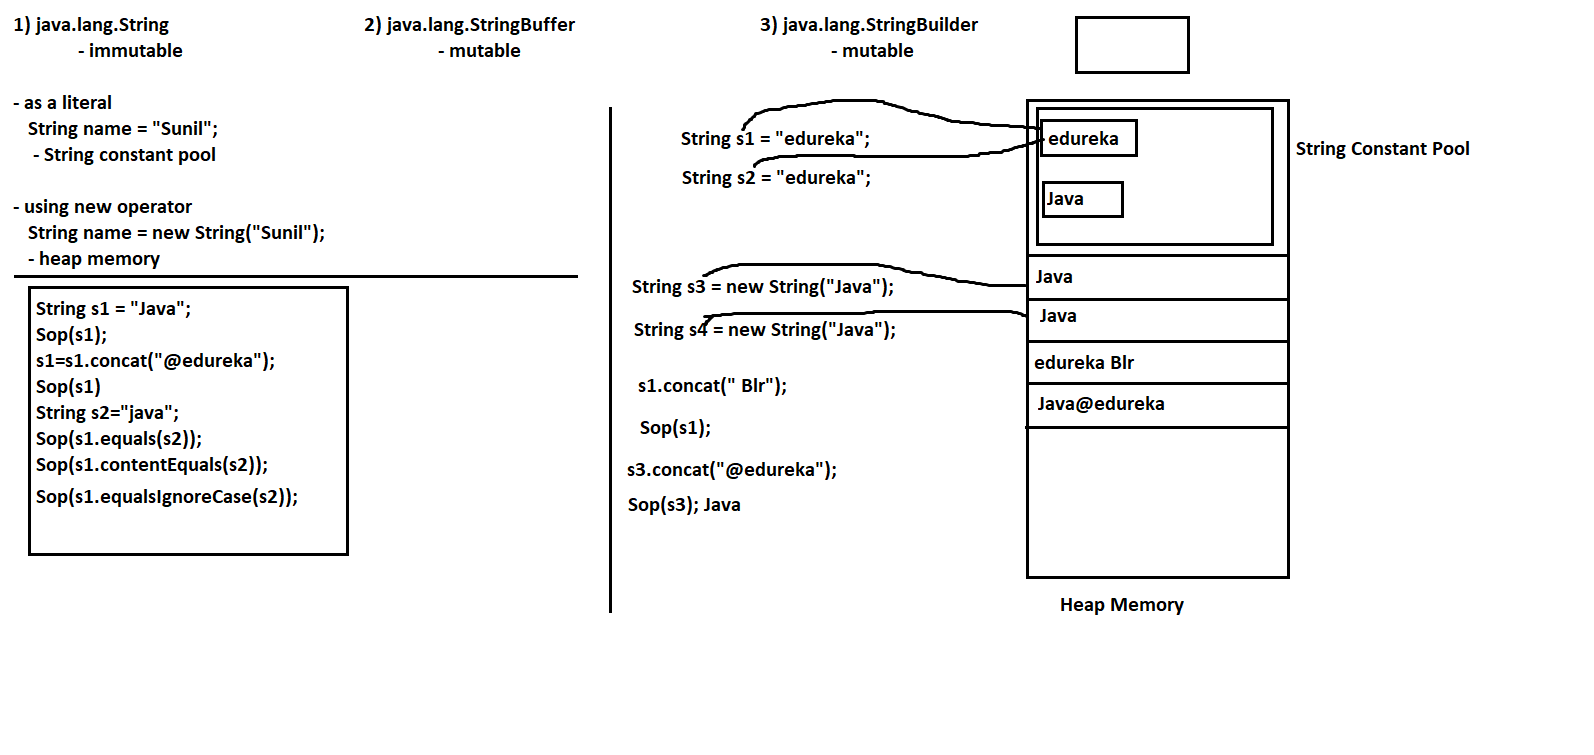 1) java.lang.String
- immutable
2) java.lang.StringBuffer
- mutable
3) java.lang.StringBuilder
- mutable
- as a literal
String name = "Sunil";
- String constant pool
- using new operator
String name = new String("Sunil");
- heap memory
String s1 = "Java";
Sop(s1);
s1=s1.concat("@edureka");
Sop(s1)
String s2="java";
Sop(s1.equals(s2));
Sop(s1.contentEquals(s2));
Sop(s1.equalsIgnoreCase(s2));
String s1 = "edureka";
String s2 = "edureka";
String s3 = new String("Java");
String s4 = new String("Java");
s1.concat(" Blr");
Sop(s1);
s3.concat("@edureka");
Sop(s3); Java
edureka
Java
String Constant Pool
Java
Java
edureka Blr
Java@edureka
Heap Memory